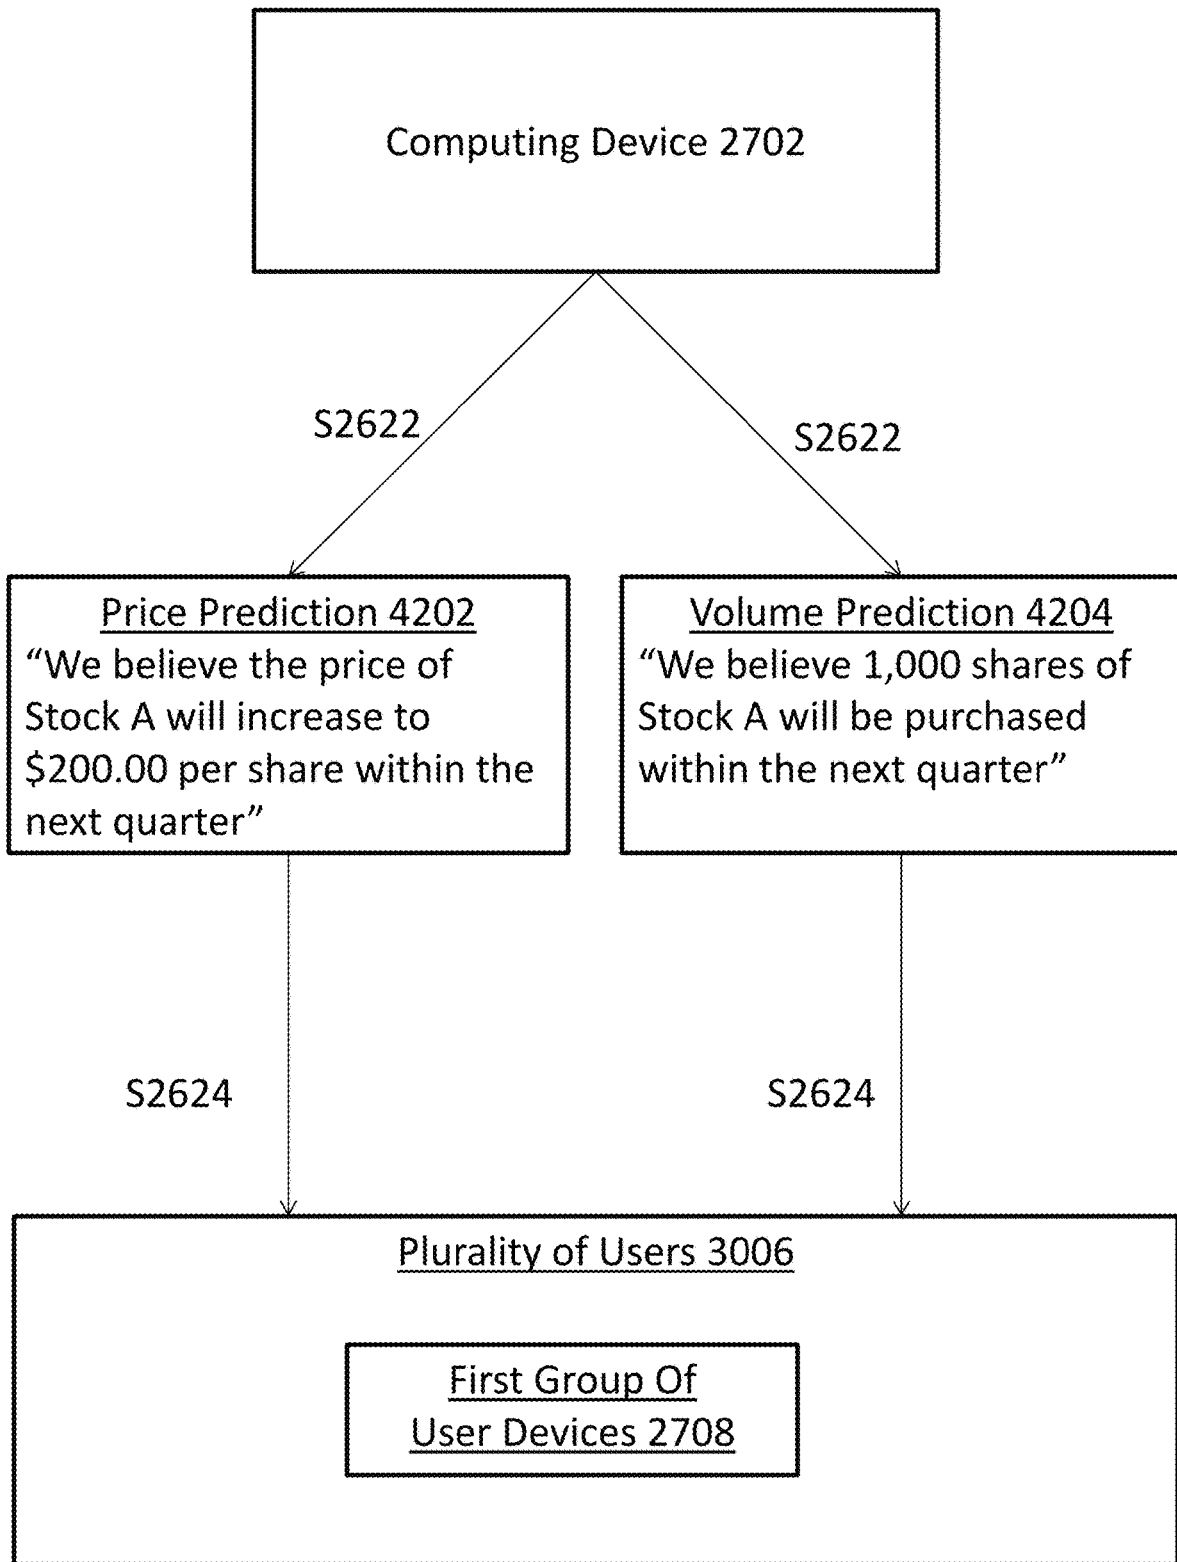 Computing Device 2702
S2622
S2622
Price Prediction 4202
“We believe the price of
Stock A will increase to
$200.00 per share within the
next quarter”
Volume Prediction 4204
“We believe 1,000 shares of
Stock A will be purchased
within the next quarter”
S2624
S2624
Plurality of Users 3006
First Group Of
User Devices 2708